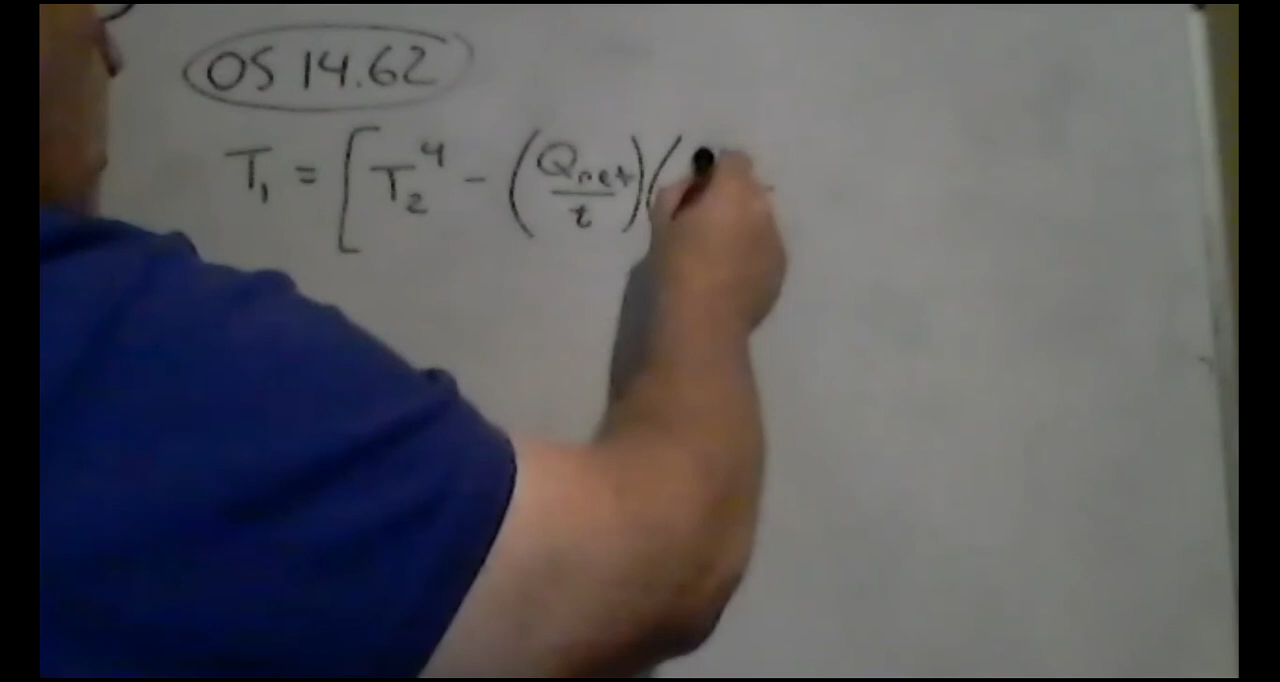 OS 14.62
T₁ = [T₂⁴ - (Qnet/t)(